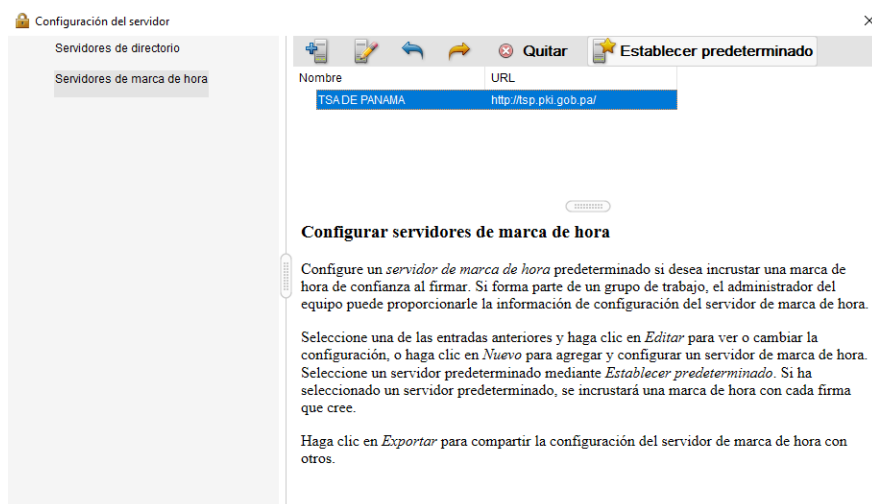 Configuración del servidor
Servidores de directorio
Servidores de marca de hora
Quitar
Establecer predeterminado
Nombre URL
TSA DE PANAMA http://tsp.pki.gob.pa/
Configurar servidores de marca de hora
Configure un servidor de marca de hora predeterminado si desea incrustar una marca de
hora de confianza al firmar. Si forma parte de un grupo de trabajo, el administrador del
equipo puede proporcionarle la información de configuración del servidor de marca de hora.
Seleccione una de las entradas anteriores y haga clic en Editar para ver o cambiar la
configuración, o haga clic en Nuevo para agregar y configurar un servidor de marca de hora.
Seleccione un servidor predeterminado mediante Establecer predeterminado. Si ha
seleccionado un servidor predeterminado, se incrustará una marca de hora con cada firma
que cree.
Haga clic en Exportar para compartir la configuración del servidor de marca de hora con
otros.